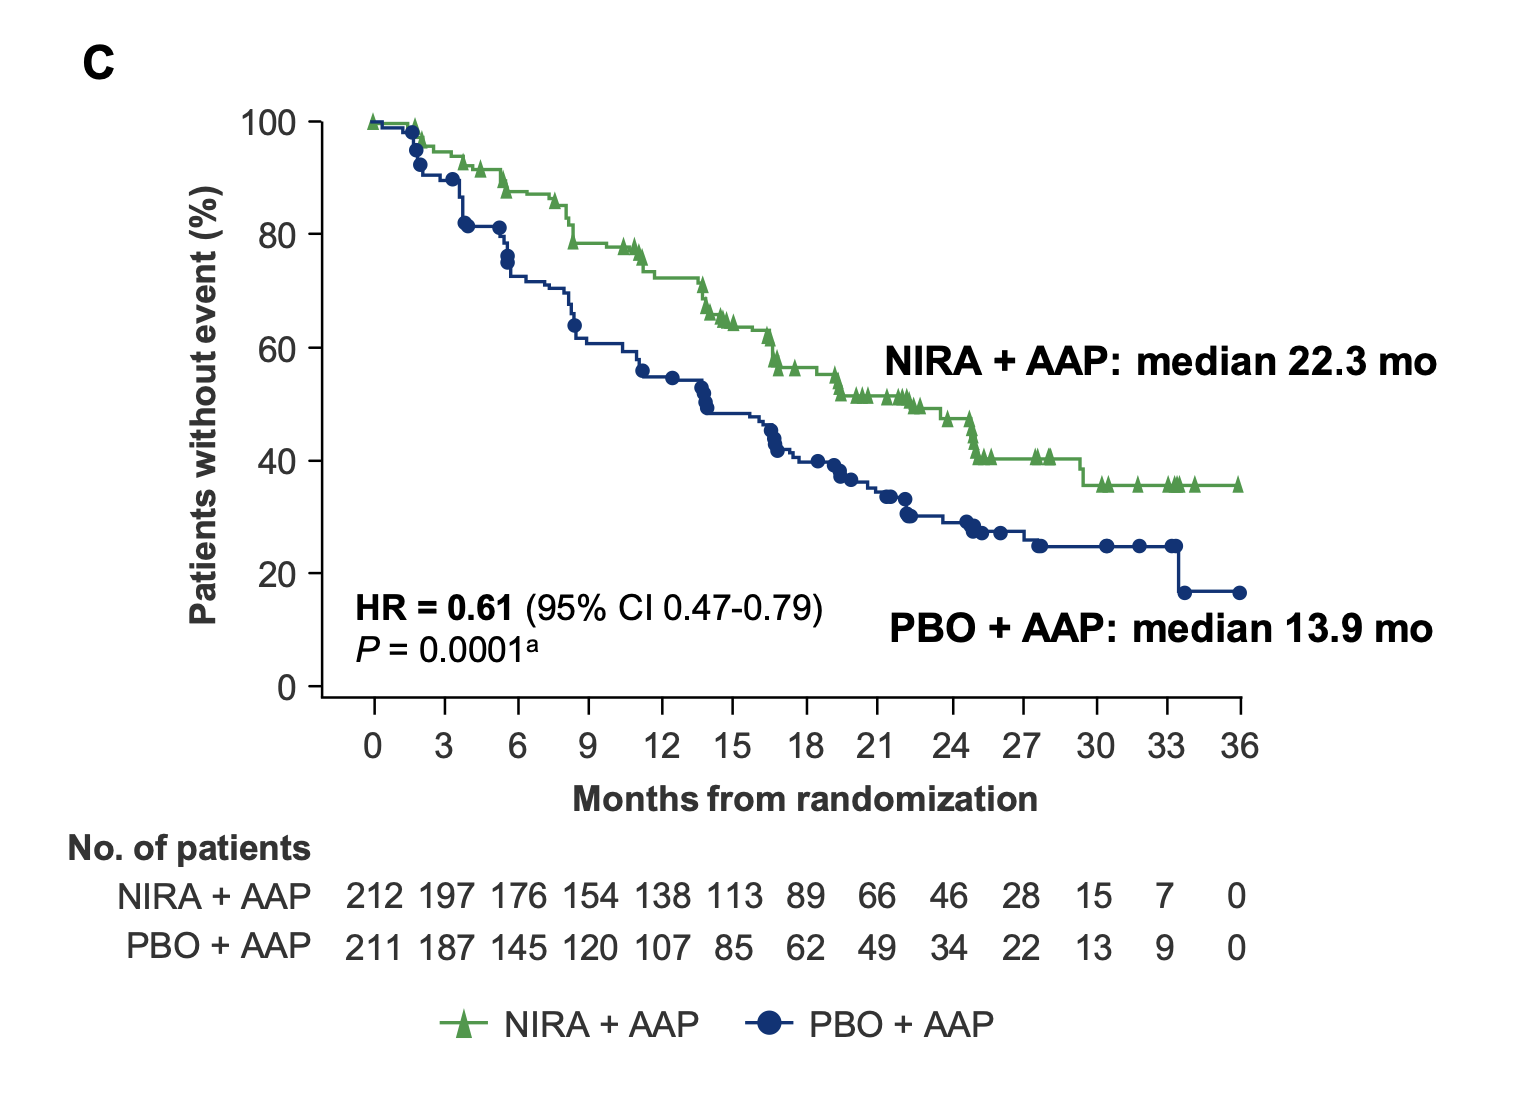 C
100
80
60
40
20
0
Patients without event (%)
NIRA + AAP: median 22.3 mo
PBO + AAP: median 13.9 mo
HR = 0.61 (95% CI 0.47-0.79)
P = 0.0001ᵃ
0 3 6 9 12 15 18 21 24 27 30 33 36
Months from randomization
No. of patients
NIRA + AAP 212 197 176 154 138 113 89 66 46 28 15 7 0
PBO + AAP 211 187 145 120 107 85 62 49 34 22 13 9 0
NIRA + AAP PBO + AAP